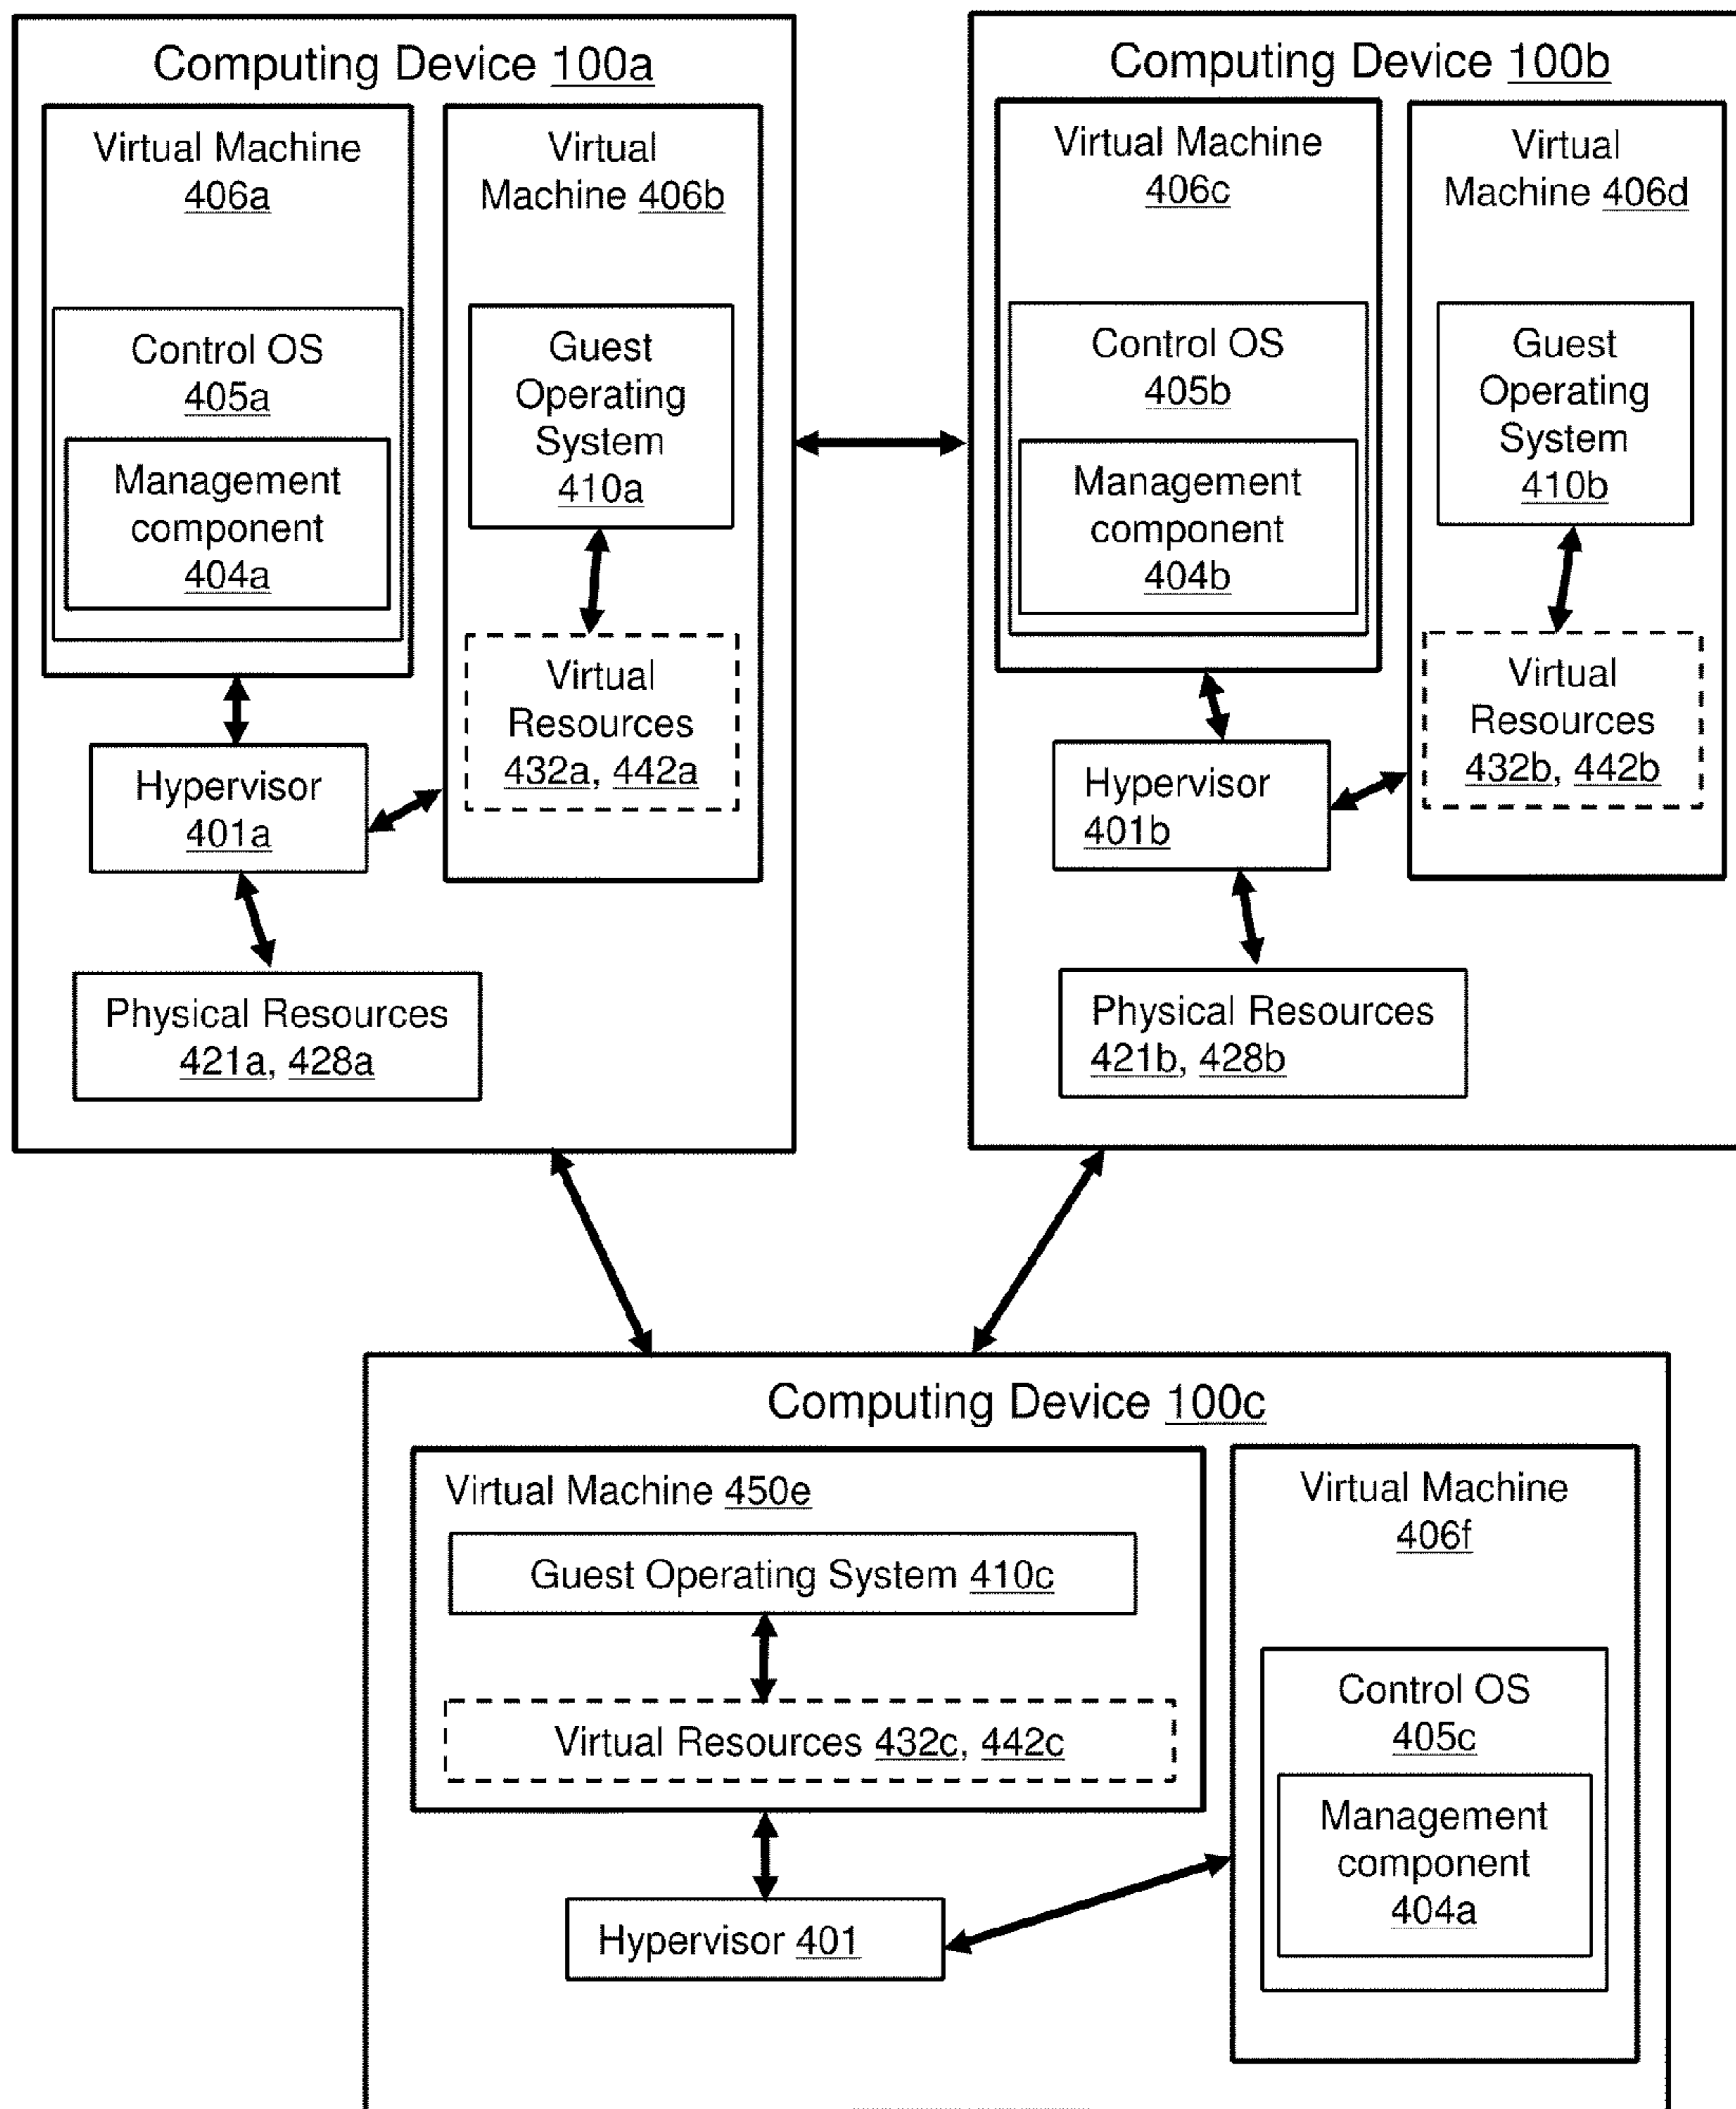 Computing Device 100a
Virtual Machine
406a
Control OS
405a
Management
component
404a
Virtual
Machine 406b
Guest
Operating
System
410a
Virtual
Resources
432a, 442a
Hypervisor
401a
Physical Resources
421a, 428a
Computing Device 100b
Virtual Machine
406c
Control OS
405b
Management
component
404b
Virtual
Machine 406d
Guest
Operating
System
410b
Virtual
Resources
432b, 442b
Hypervisor
401b
Physical Resources
421b, 428b
Computing Device 100c
Virtual Machine 450e
Guest Operating System 410c
Virtual Resources 432c, 442c
Hypervisor 401
Virtual Machine
406f
Control OS
405c
Management
component
404a